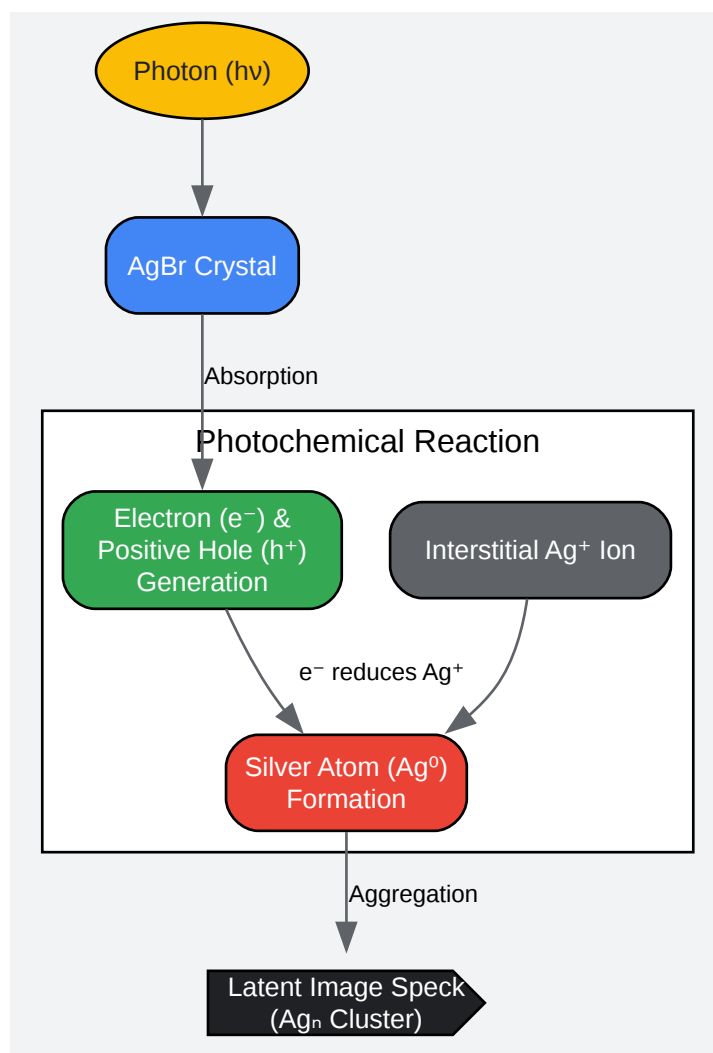 Photon (hν)
AgBr Crystal
Absorption
Photochemical Reaction
Electron (e⁻) &
Positive Hole (h⁺)
Generation
Interstitial Ag⁺ Ion
e⁻ reduces Ag⁺
Silver Atom (Ag⁰)
Formation
Aggregation
Latent Image Speck
(Agₙ Cluster)